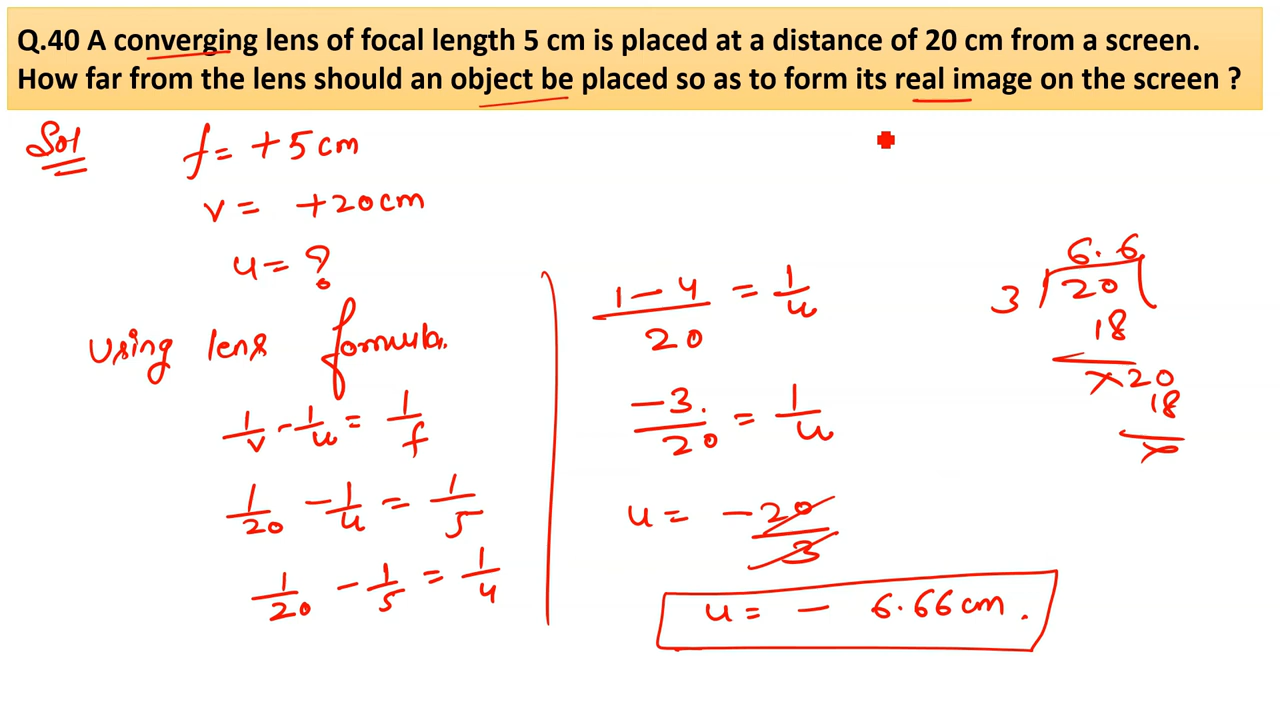 Q.40 A converging lens of focal length 5 cm is placed at a distance of 20 cm from a screen.
How far from the lens should an object be placed so as to form its real image on the screen ?
Sol
f = +5 cm
v = +20 cm
u = ?
using lens formula.
1/v - 1/u = 1/f
1/20 - 1/u = 1/5
1/20 - 1/5 = 1/u
1 - 4/20 = 1/u
-3./20 = 1/u
u = -20/3
u = - 6.66 cm.
6.6
3 20
18
×20
18
×